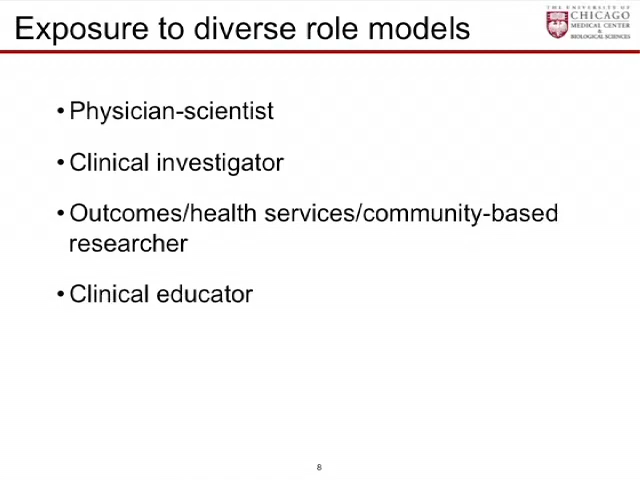 Exposure to diverse role models
THE UNIVERSITY OF
CHICAGO
MEDICAL CENTER
&
BIOLOGICAL SCIENCES
• Physician-scientist
• Clinical investigator
• Outcomes/health services/community-based
researcher
• Clinical educator
8